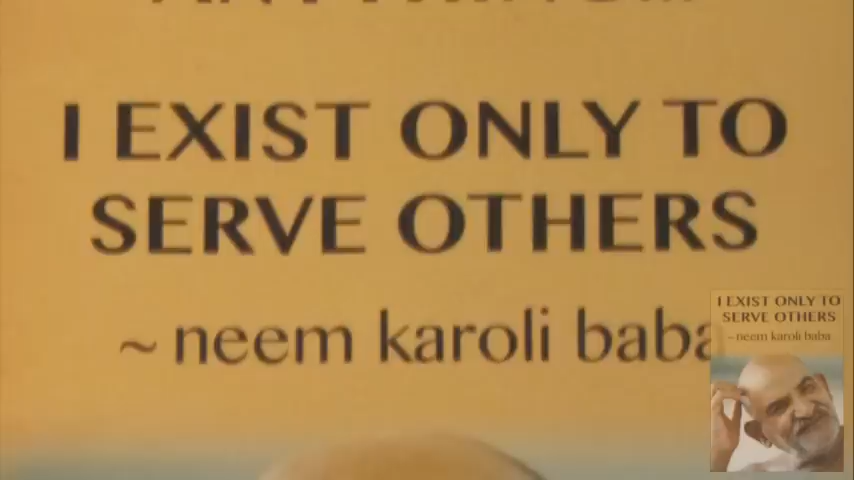 I EXIST ONLY TO
SERVE OTHERS
~ neem karoli baba
I EXIST ONLY TO
SERVE OTHERS
~ neem karoli baba